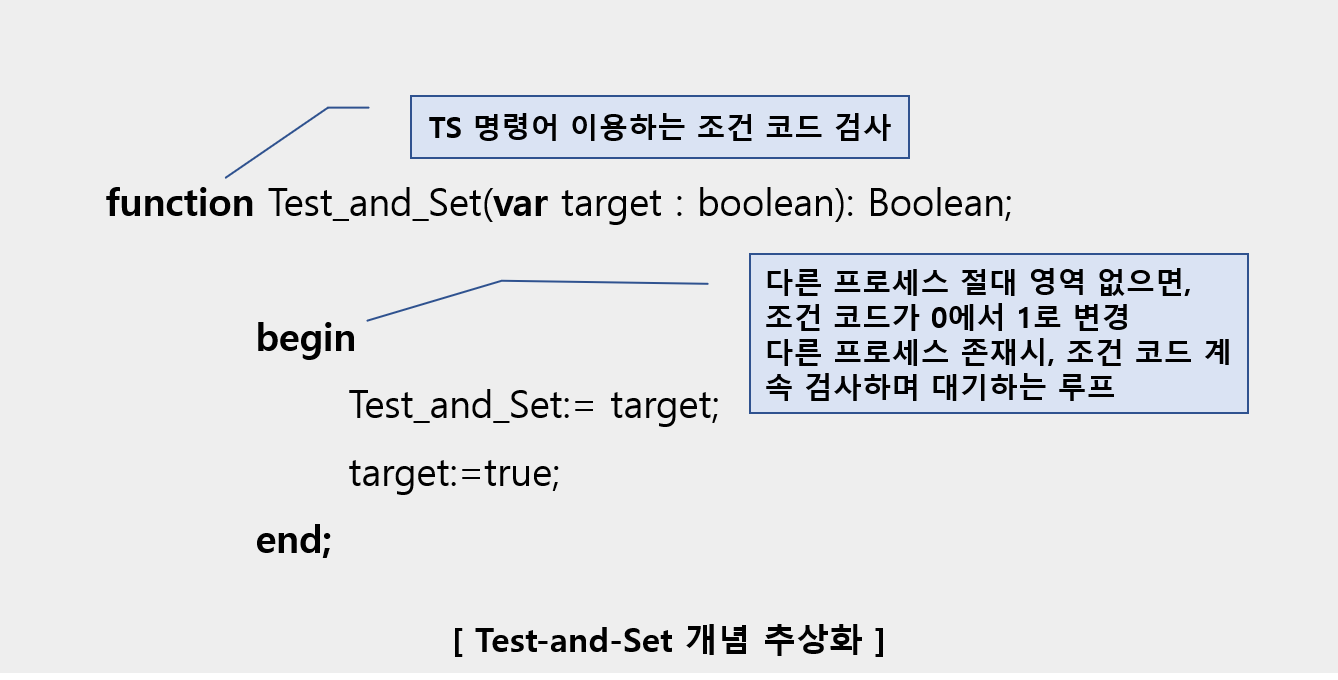 TS 명령어 이용하는 조건 코드 검사
function Test_and_Set(var target : boolean): Boolean;
다른 프로세스 절대 영역 없으면,
조건 코드가 0에서 1로 변경
다른 프로세스 존재시, 조건 코드 계
속 검사하며 대기하는 루프
begin
Test_and_Set:= target;
target:=true;
end;
[ Test-and-Set 개념 추상화 ]